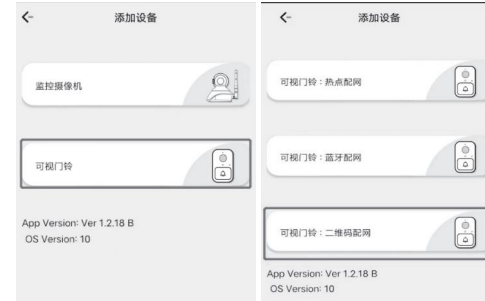 添加设备
监控摄像机
可视门铃
App Version: Ver 1.2.18 B
OS Version: 10
添加设备
可视门铃：热点配网
可视门铃：蓝牙配网
可视门铃：二维码配网
App Version: Ver 1.2.18 B
OS Version: 10